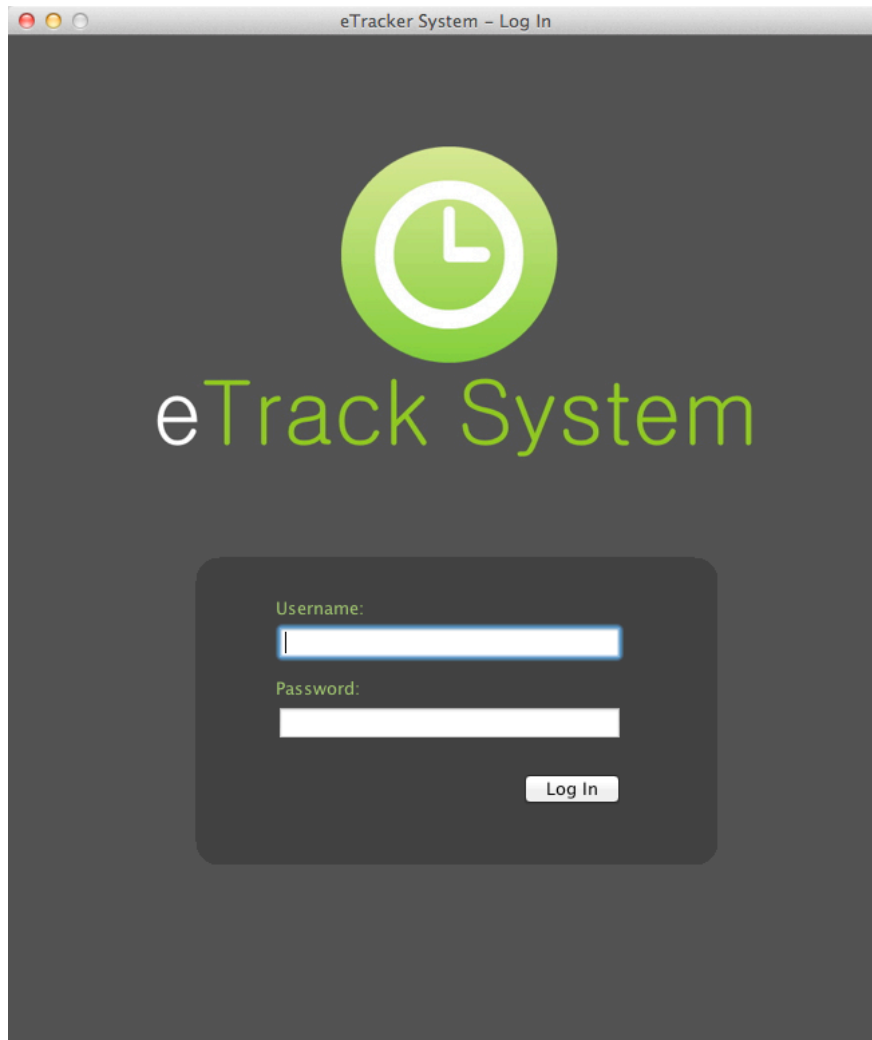 eTracker System – Log In
eTrack System
Username:
Password:
Log In